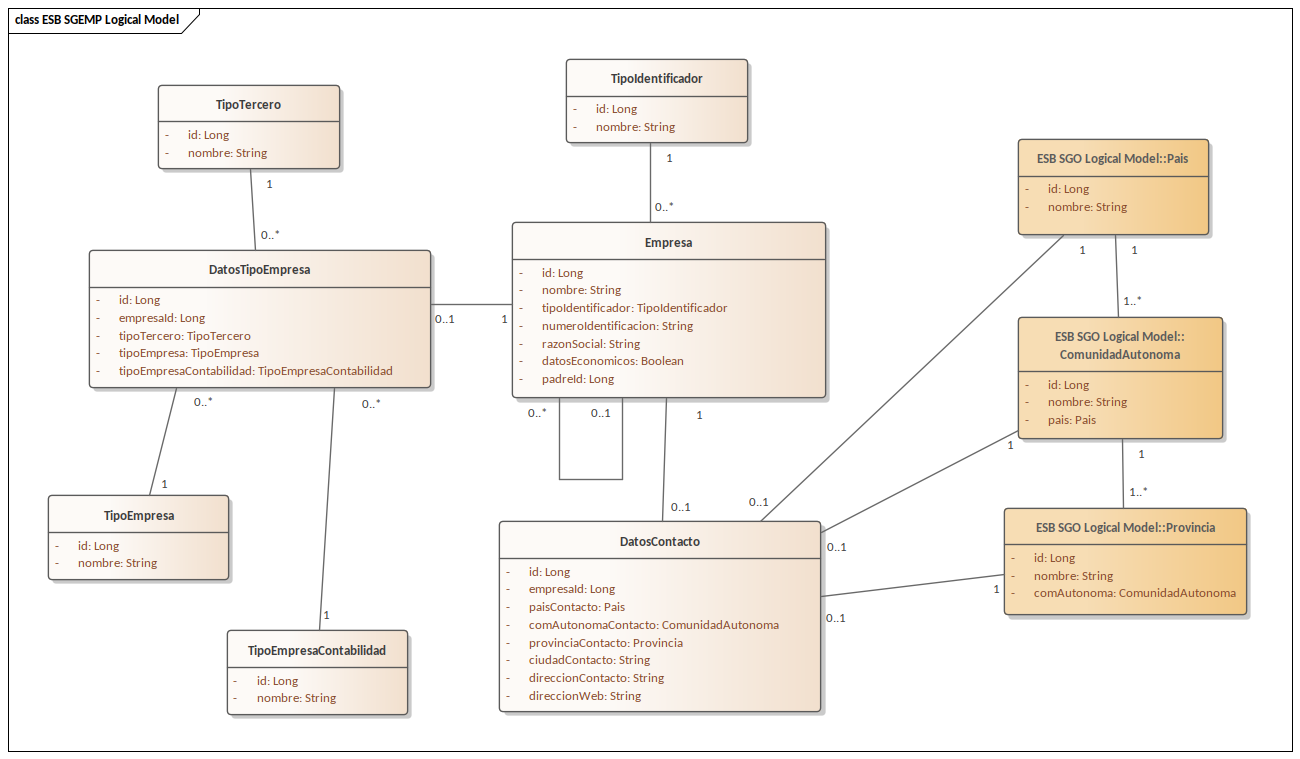 class ESB SGEMP Logical Model
TipoTercero
- id: Long
- nombre: String
1
0..*
TipoIdentificador
- id: Long
- nombre: String
1
0..*
ESB SGO Logical Model::Pais
- id: Long
- nombre: String
1
1
1..*
DatosTipoEmpresa
- id: Long
- empresaId: Long
- tipoTercero: TipoTercero
- tipoEmpresa: TipoEmpresa
- tipoEmpresaContabilidad: TipoEmpresaContabilidad
0..1
1
0..*
0..*
Empresa
- id: Long
- nombre: String
- tipoIdentificador: TipoIdentificador
- numeroIdentificacion: String
- razonSocial: String
- datosEconomicos: Boolean
- padreId: Long
0..*
0..1
1
0..1
0..1
ESB SGO Logical Model::
ComunidadAutonoma
- id: Long
- nombre: String
- pais: Pais
1
1
1..*
TipoEmpresa
- id: Long
- nombre: String
1
TipoEmpresaContabilidad
- id: Long
- nombre: String
1
DatosContacto
- id: Long
- empresaId: Long
- paisContacto: Pais
- comAutonomaContacto: ComunidadAutonoma
- provinciaContacto: Provincia
- ciudadContacto: String
- direccionContacto: String
- direccionWeb: String
0..1
0..1
1
ESB SGO Logical Model::Provincia
- id: Long
- nombre: String
- comAutonoma: ComunidadAutonoma